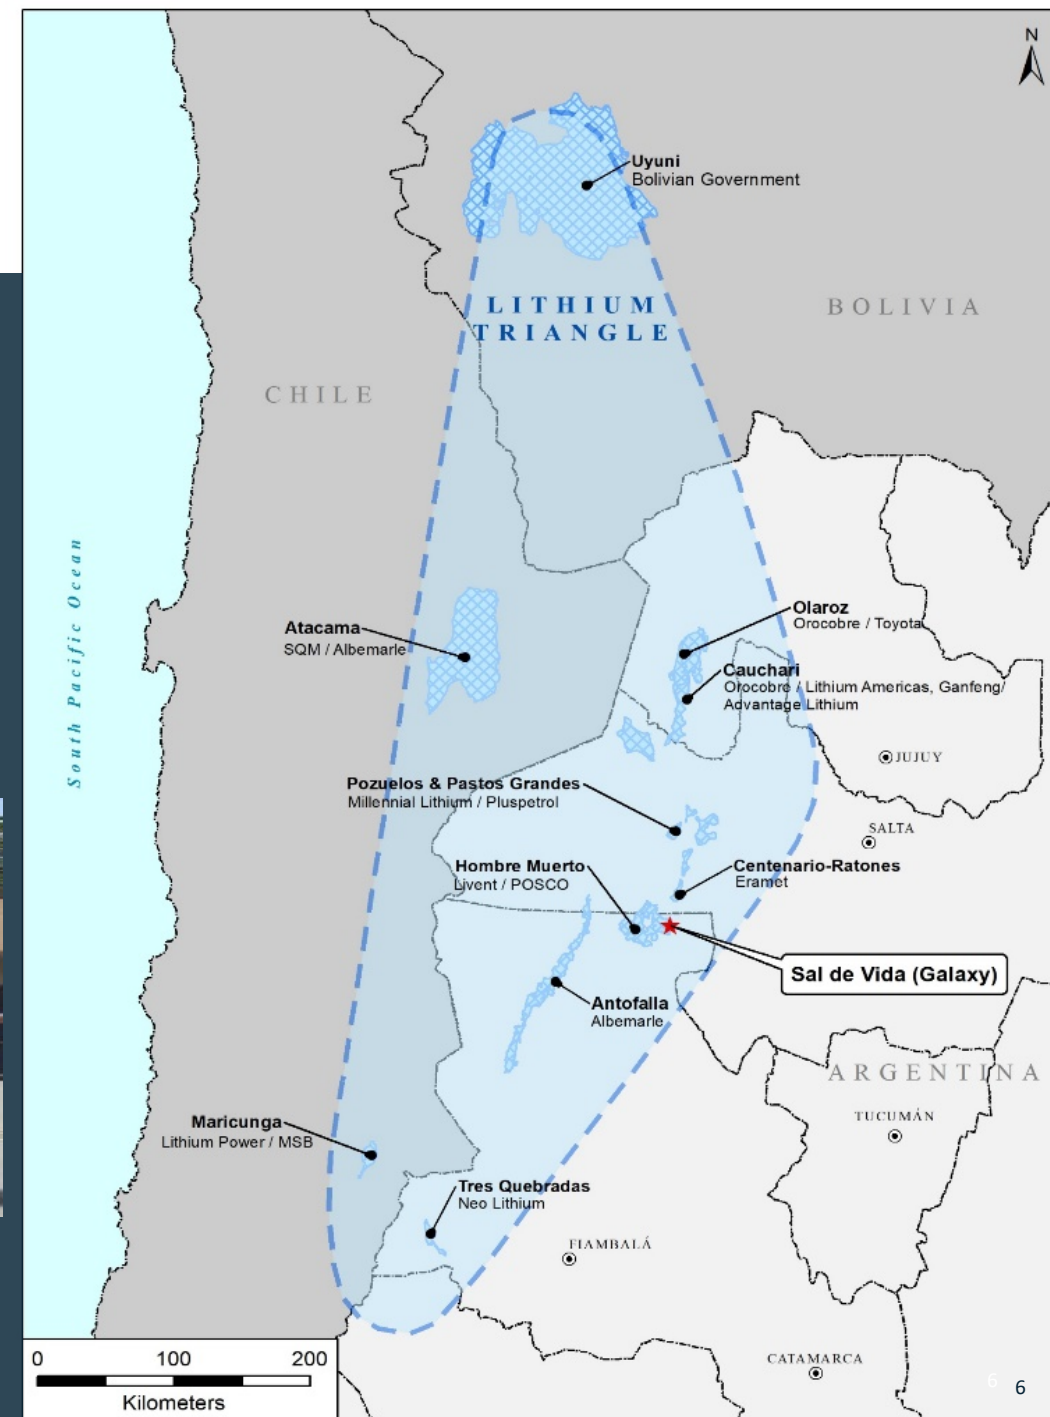 N
Uyuni
Bolivian Government
LITHIUM
TRIANGLE
BOLIVIA
CHILE
South Pacific Ocean
Olaroz
Orocobre / Toyota
Atacama
SQM / Albemarle
Cauchari
Orocobre / Lithium Americas, Ganfeng/
Advantage Lithium
JUJUY
Pozuelos & Pastos Grandes
Millennial Lithium / Pluspetrol
SALTA
Hombre Muerto
Livent / POSCO
Centenario-Ratones
Eramet
Sal de Vida (Galaxy)
Antofalla
Albemarle
ARGENTINA
TUCUMÁN
Maricunga
Lithium Power / MSB
Tres Quebradas
Neo Lithium
FIAMBALÁ
CATAMARCA
0 100 200
Kilometers
6 6